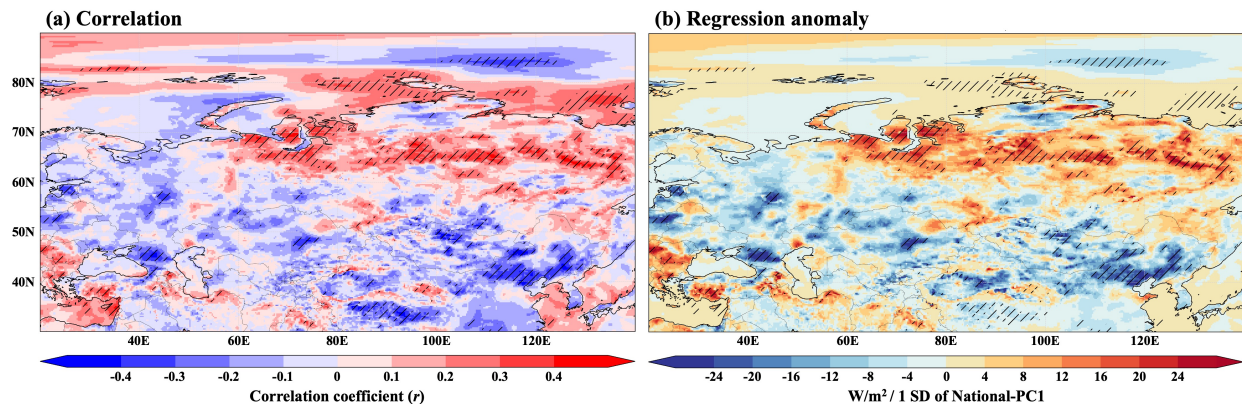 (a) Correlation
(b) Regression anomaly
80N
70N
60N
50N
40N
40E 60E 80E 100E 120E
40E 60E 80E 100E 120E
-0.4 -0.3 -0.2 -0.1 0 0.1 0.2 0.3 0.4
-24 -20 -16 -12 -8 -4 0 4 8 12 16 20 24
Correlation coefficient (r)
W/m² / 1 SD of National-PC1